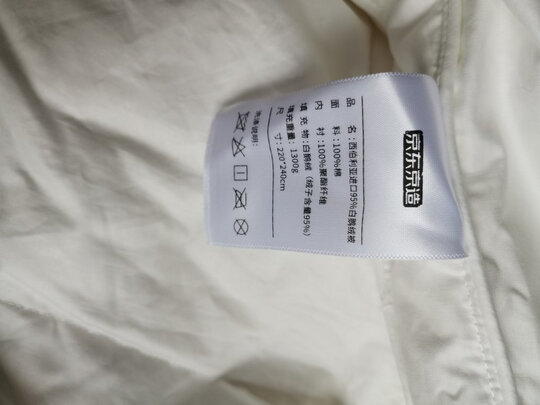 京东京造
品 名：西伯利亚进口95%白鹅绒被
面 料：100%棉
内 衬：100%聚酯纤维
填 充 物：白鹅绒（绒子含量95%）
填充重量：1300g
尺 寸：220*240cm
洗涤说明：